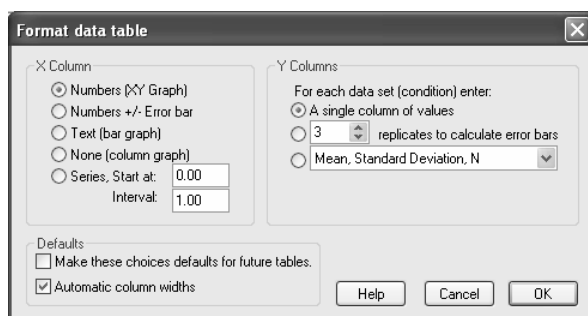 Format data table
X Column
Numbers (XY Graph)
Numbers +/- Error bar
Text (bar graph)
None (column graph)
Series, Start at: 0.00
Interval: 1.00
Y Columns
For each data set (condition) enter:
A single column of values
3 replicates to calculate error bars
Mean, Standard Deviation, N
Defaults
Make these choices defaults for future tables.
Automatic column widths
Help Cancel OK